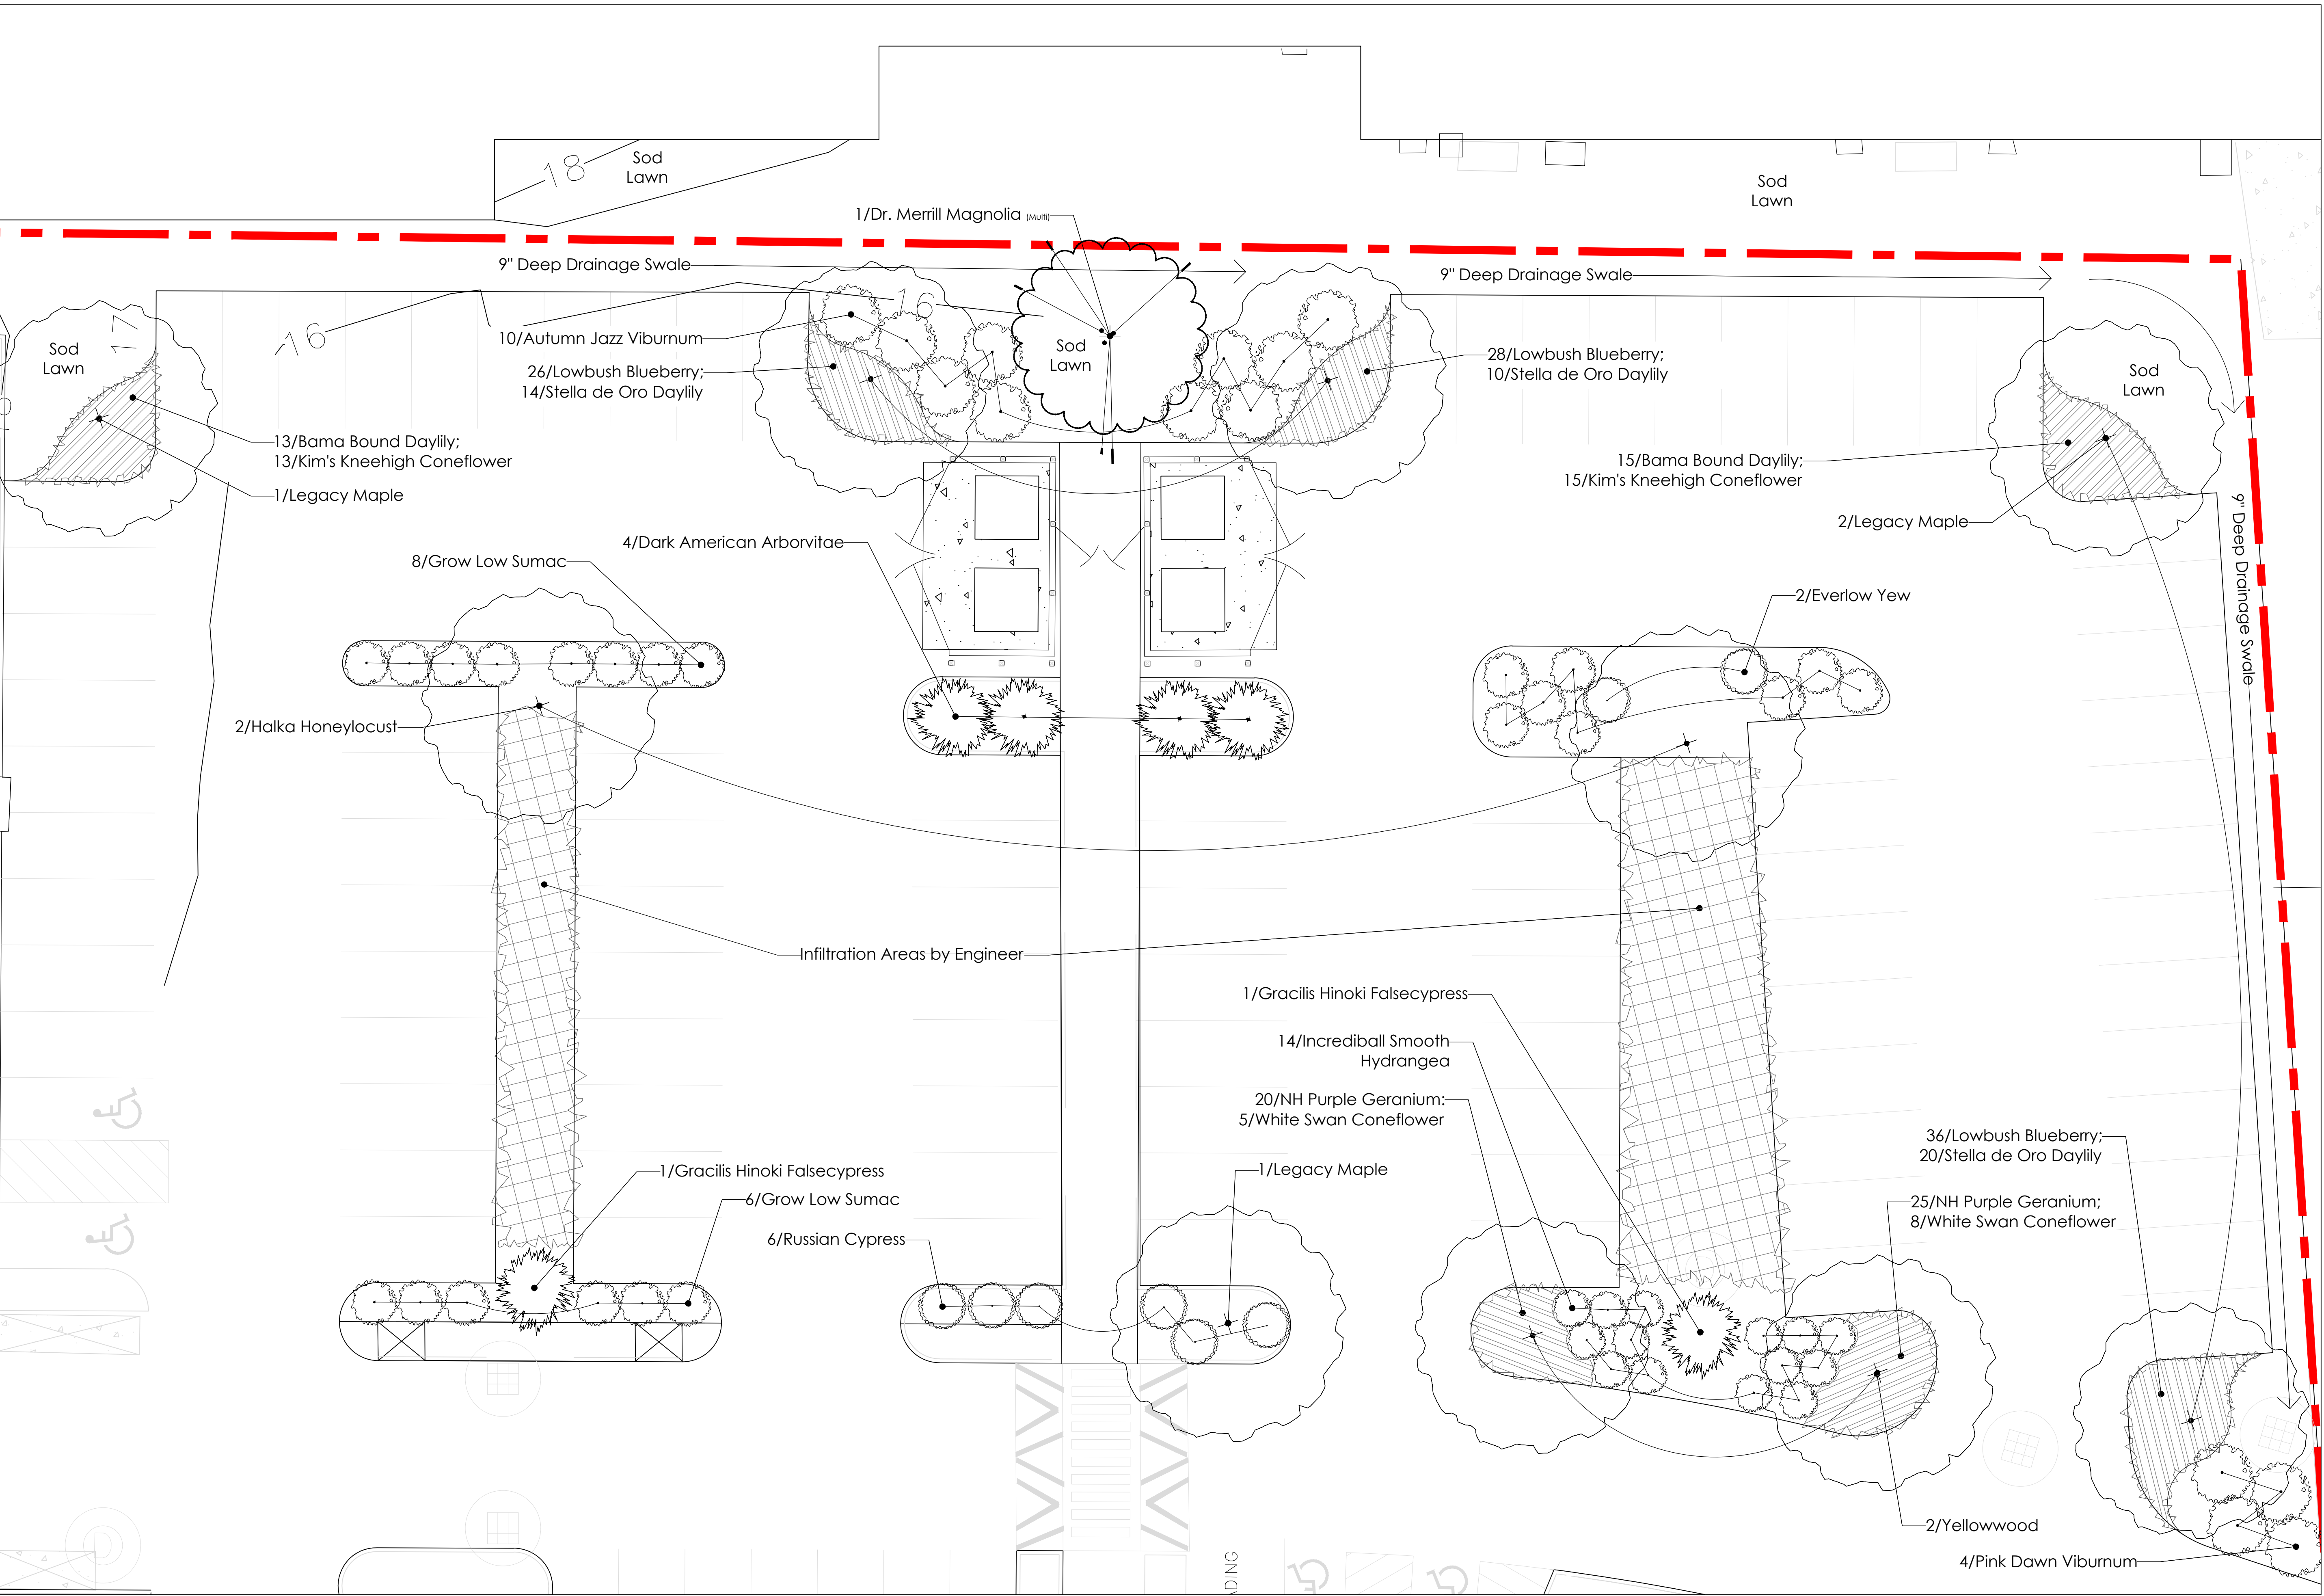 18
Sod
Lawn
Sod
Lawn
1/Dr. Merrill Magnolia (Multi)
9" Deep Drainage Swale
9" Deep Drainage Swale
16
17
16
10/Autumn Jazz Viburnum
Sod
Lawn
Sod
Lawn
28/Lowbush Blueberry;
10/Stella de Oro Daylily
26/Lowbush Blueberry;
14/Stella de Oro Daylily
Sod
Lawn
13/Bama Bound Daylily;
13/Kim's Kneehigh Coneflower
1/Legacy Maple
15/Bama Bound Daylily;
15/Kim's Kneehigh Coneflower
2/Legacy Maple
9" Deep Drainage Swale
4/Dark American Arborvitae
8/Grow Low Sumac
2/Everlow Yew
2/Halka Honeylocust
Infiltration Areas by Engineer
1/Gracilis Hinoki Falsecypress
14/Incrediball Smooth
Hydrangea
20/NH Purple Geranium;
5/White Swan Coneflower
36/Lowbush Blueberry;
20/Stella de Oro Daylily
1/Gracilis Hinoki Falsecypress
1/Legacy Maple
6/Grow Low Sumac
25/NH Purple Geranium;
8/White Swan Coneflower
6/Russian Cypress
2/Yellowwood
4/Pink Dawn Viburnum
ADING